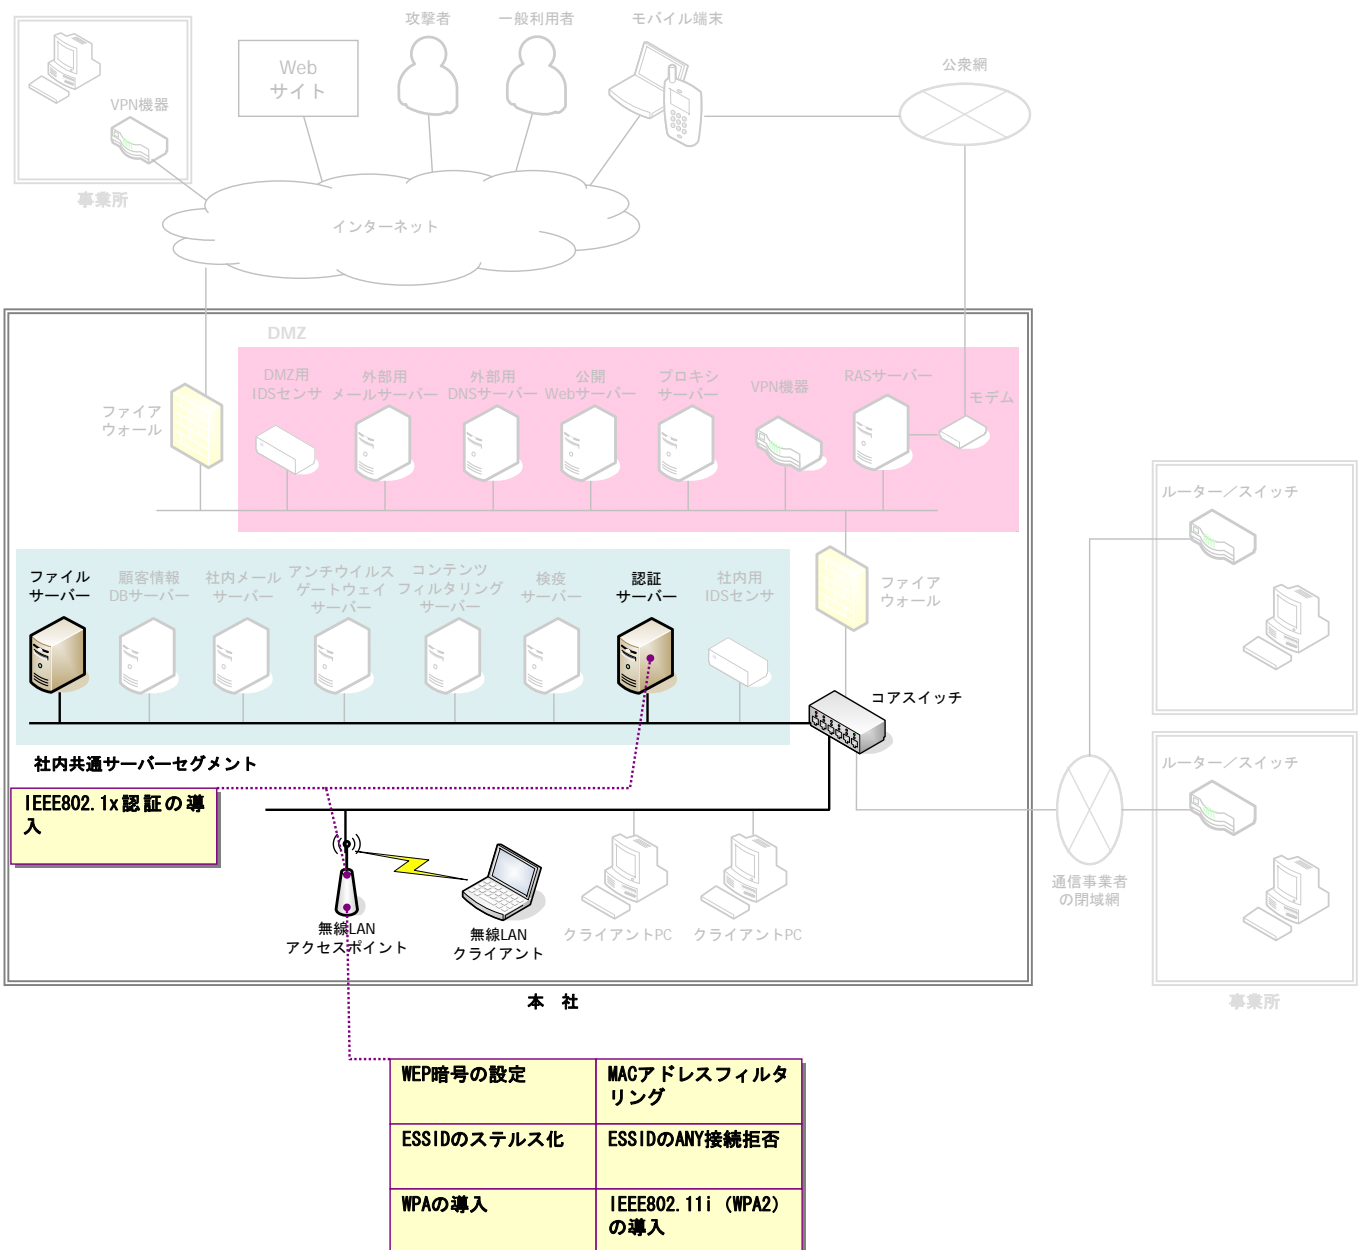 攻撃者
一般利用者
モバイル端末
公衆網
Web
サイト
VPN機器
事業所
インターネット
DMZ
DMZ用
IDSセンサ
外部用
メールサーバー
外部用
DNSサーバー
公開
Webサーバー
プロキシ
サーバー
VPN機器
RASサーバー
モデム
ファイア
ウォール
ルーター／スイッチ
ファイル
サーバー
顧客情報
DBサーバー
社内メール
サーバー
アンチウイルス
ゲートウェイ
サーバー
コンテンツ
フィルタリング
サーバー
検疫
サーバー
認証
サーバー
社内用
IDSセンサ
ファイア
ウォール
コアスイッチ
社内共通サーバーセグメント
ルーター／スイッチ
IEEE802.1x認証の導
入
通信事業者
の閉域網
無線LAN
アクセスポイント
無線LAN
クライアント
クライアントPC
クライアントPC
本　社
事業所
WEP暗号の設定
MACアドレスフィルタ
リング
ESSIDのステルス化
ESSIDのANY接続拒否
WPAの導入
IEEE802.11i (WPA2)
の導入